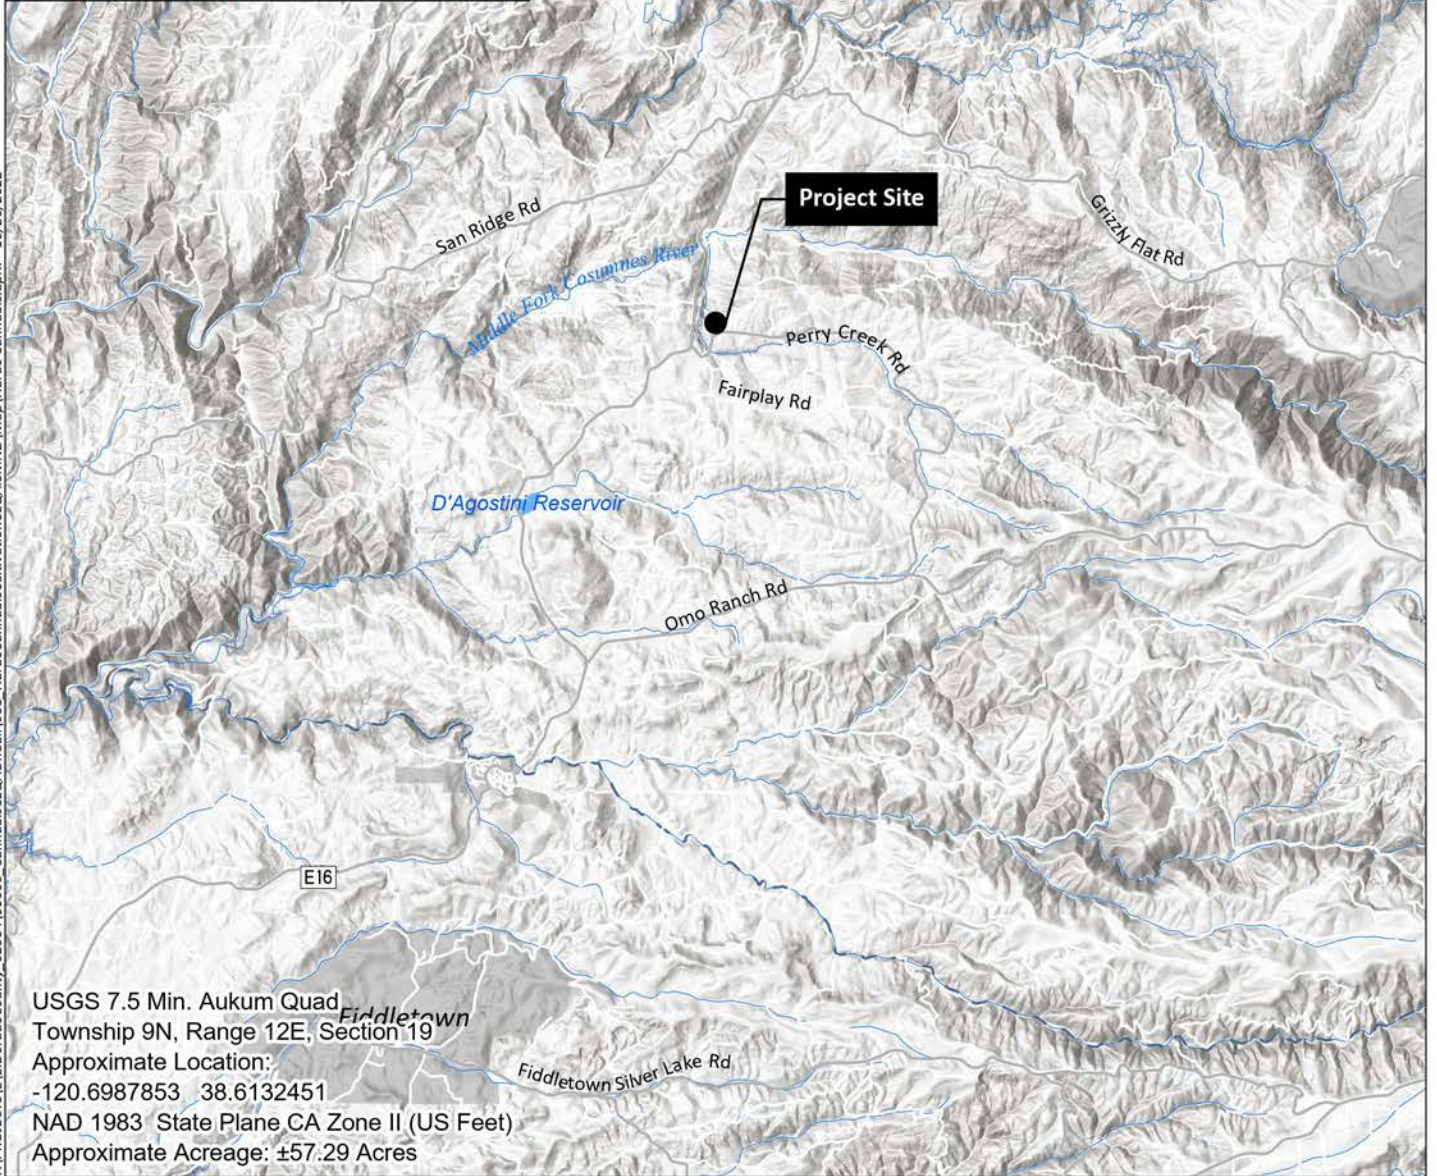 Project Site
San Ridge Rd
Grizzly Flat Rd
Middle Fork Cosumnes River
Perry Creek Rd
Fairplay Rd
D'Agostini Reservoir
Omo Ranch Rd
E16
Fiddletown
Fiddletown Silver Lake Rd
USGS 7.5 Min. Aukum Quad
Township 9N, Range 12E, Section 19
Approximate Location:
-120.6987853 38.6132451
NAD 1983 State Plane CA Zone II (US Feet)
Approximate Acreage: ±57.29 Acres